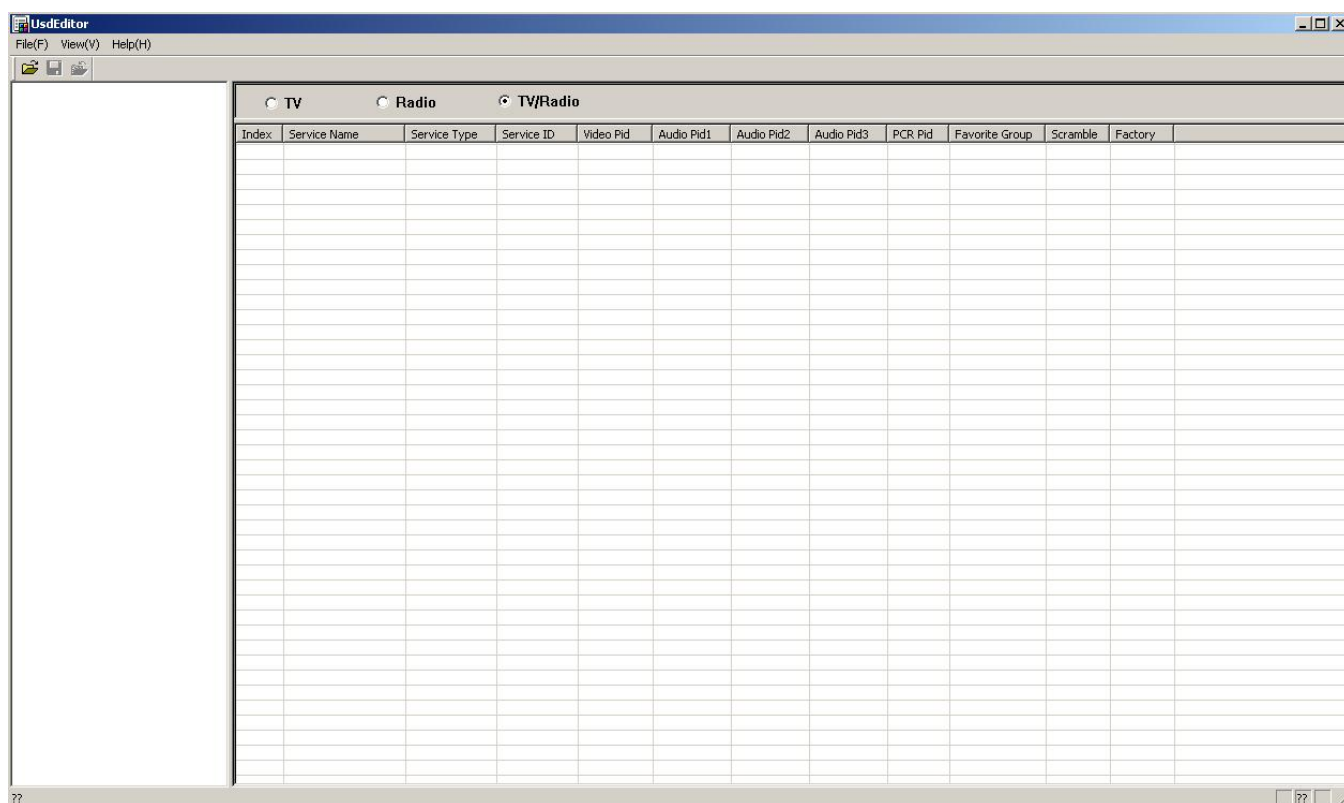 UsdEditor
File(F) View(V) Help(H)
TV Radio TV/Radio
Index Service Name Service Type Service ID Video Pid Audio Pid1 Audio Pid2 Audio Pid3 PCR Pid Favorite Group Scramble Factory
?? ??